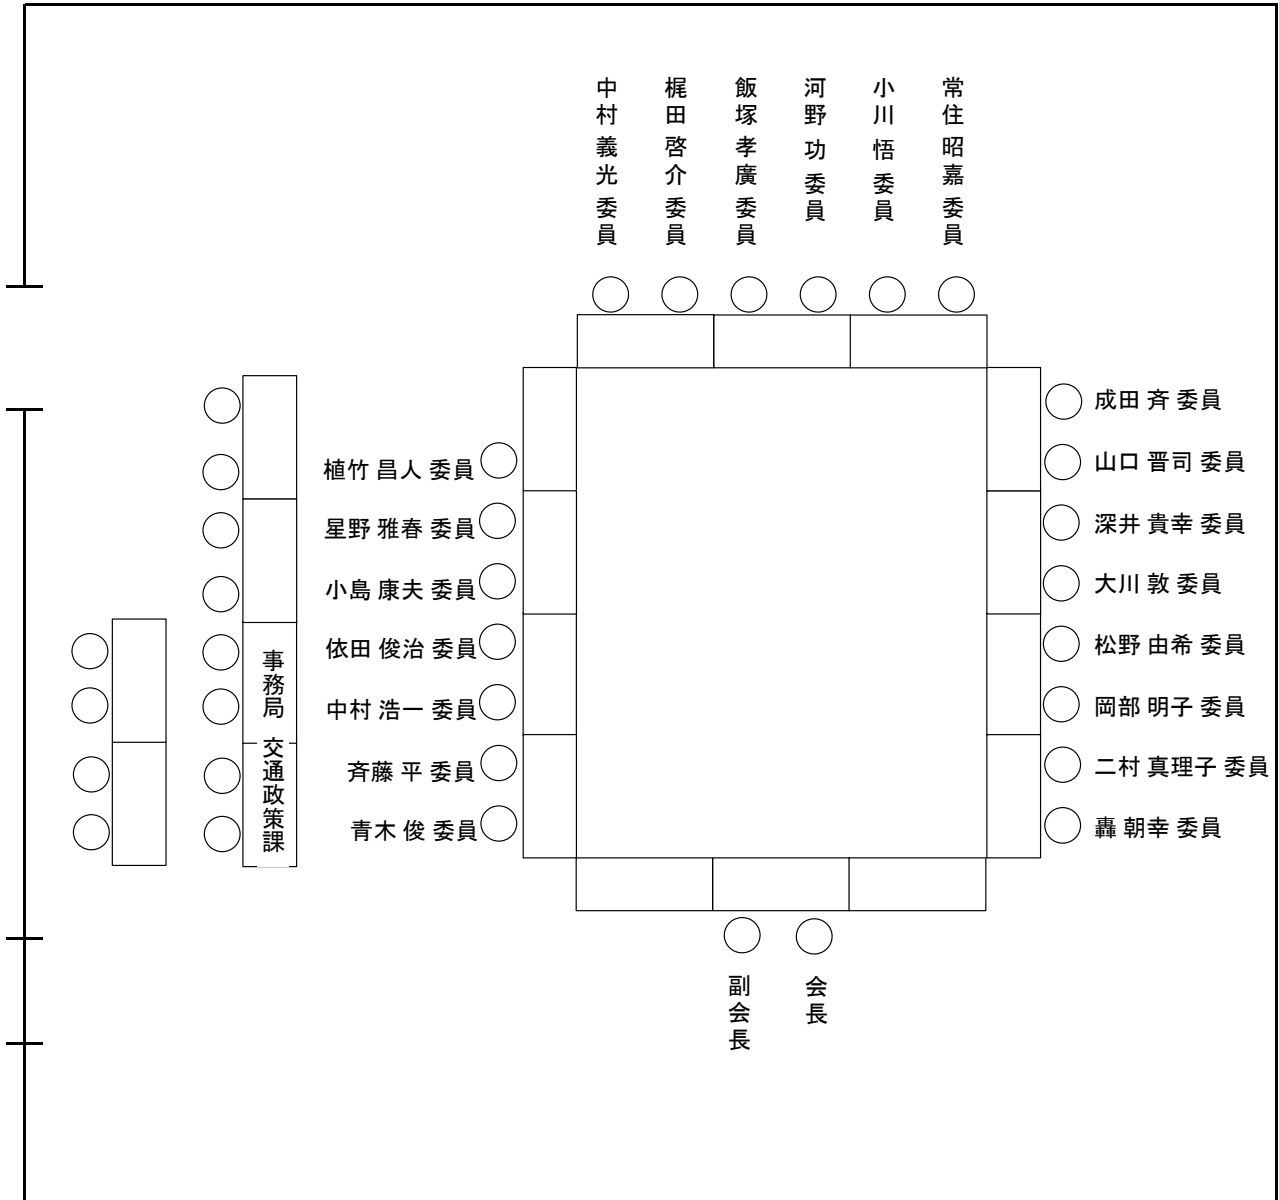 中村 義光 委員
梶田 啓介 委員
飯塚 孝廣 委員
河野 功 委員
小川 悟 委員
常住 昭嘉 委員
植竹 昌人 委員
星野 雅春 委員
小島 康夫 委員
依田 俊治 委員
中村 浩一 委員
斉藤 平 委員
青木 俊 委員
成田 斉 委員
山口 晋司 委員
深井 貴幸 委員
大川 敦 委員
松野 由希 委員
岡部 明子 委員
二村 真理子 委員
轟 朝幸 委員
事務局 交通政策課
副会長
会長